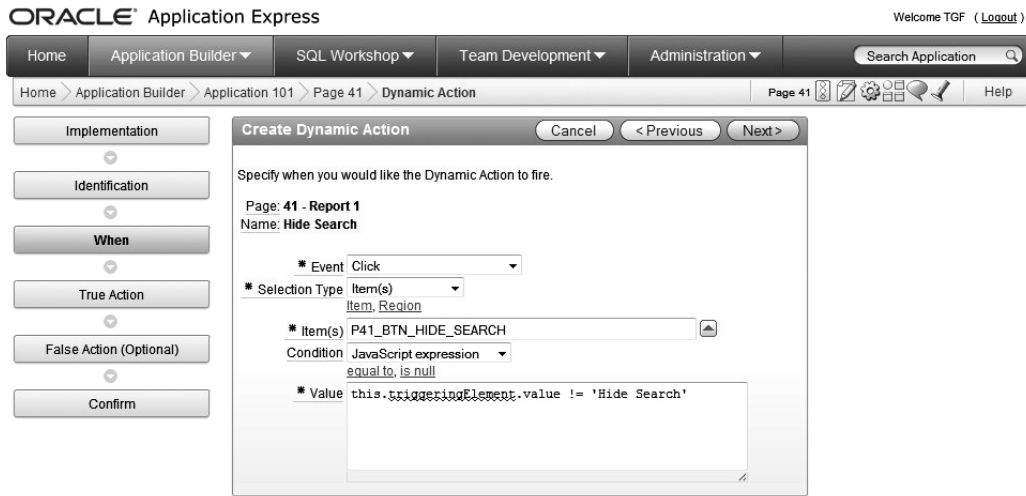 ORACLE Application Express
Welcome TGF ( Logout )
Home Application Builder SQL Workshop Team Development Administration Search Application
Home Application Builder Application 101 Page 41 Dynamic Action Page 41 Help
Implementation
Identification
When
True Action
False Action (Optional)
Confirm
Create Dynamic Action Cancel < Previous Next >
Specify when you would like the Dynamic Action to fire.
Page: 41 - Report 1
Name: Hide Search
* Event Click
* Selection Type Item(s)
Item, Region
* Item(s) P41_BTN_HIDE_SEARCH
Condition JavaScript expression
equal to, is null
* Value this.triggeringElement.value != 'Hide Search'